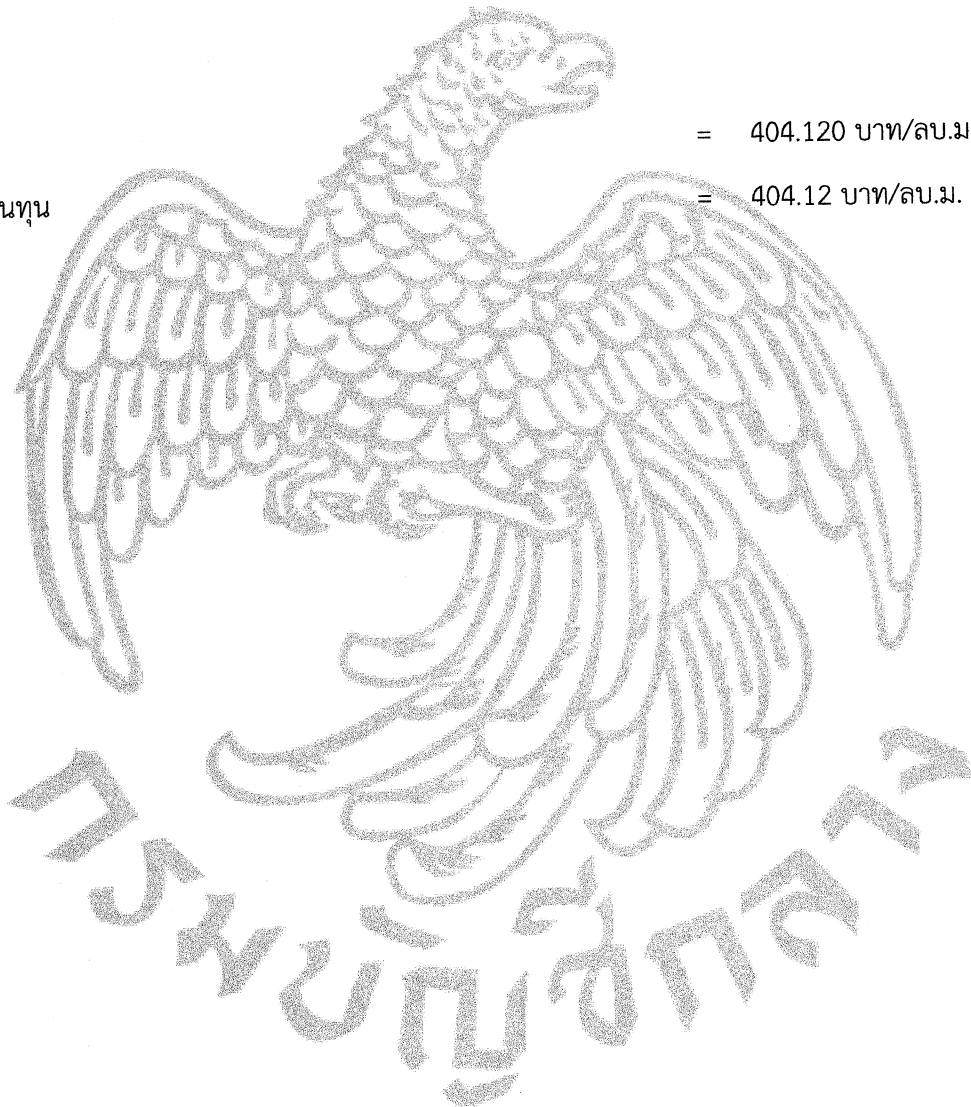 = 404.120 บาท/ลบ.ม
นทุน = 404.12 บาท/ลบ.ม.
กรมบัญชีกลาง